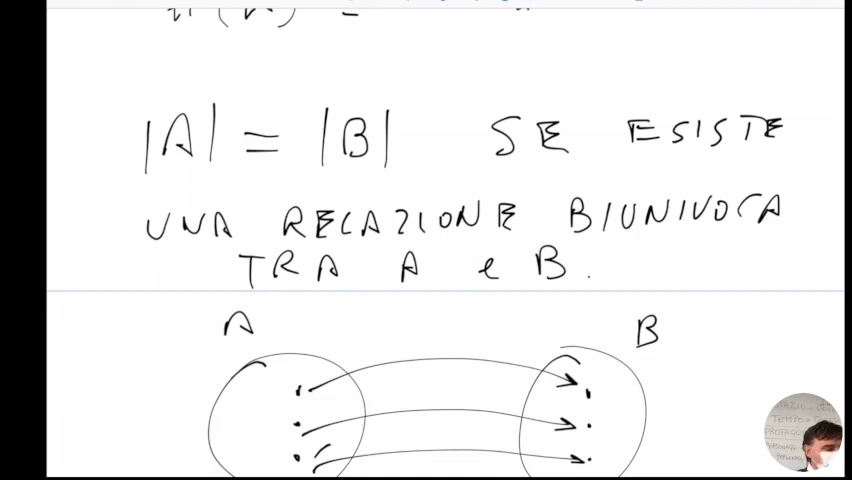 |A| = |B| SE ESISTE
UNA RELAZIONE BIUNIVOCA
TRA A e B.
A B